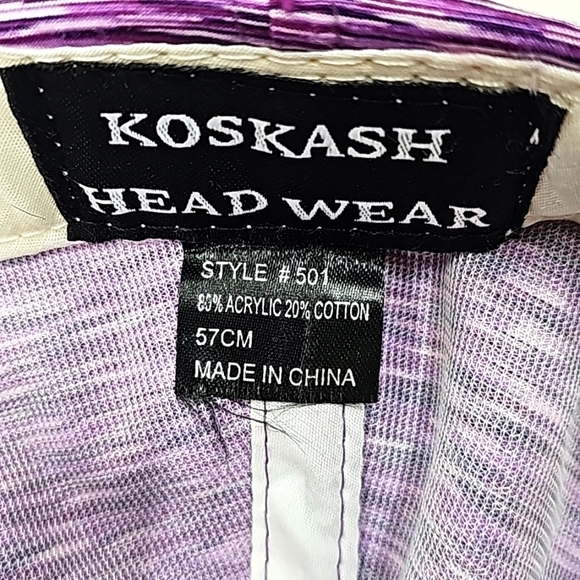 KOSKASH
HEAD WEAR
STYLE # 501
80% ACRYLIC 20% COTTON
57CM
MADE IN CHINA